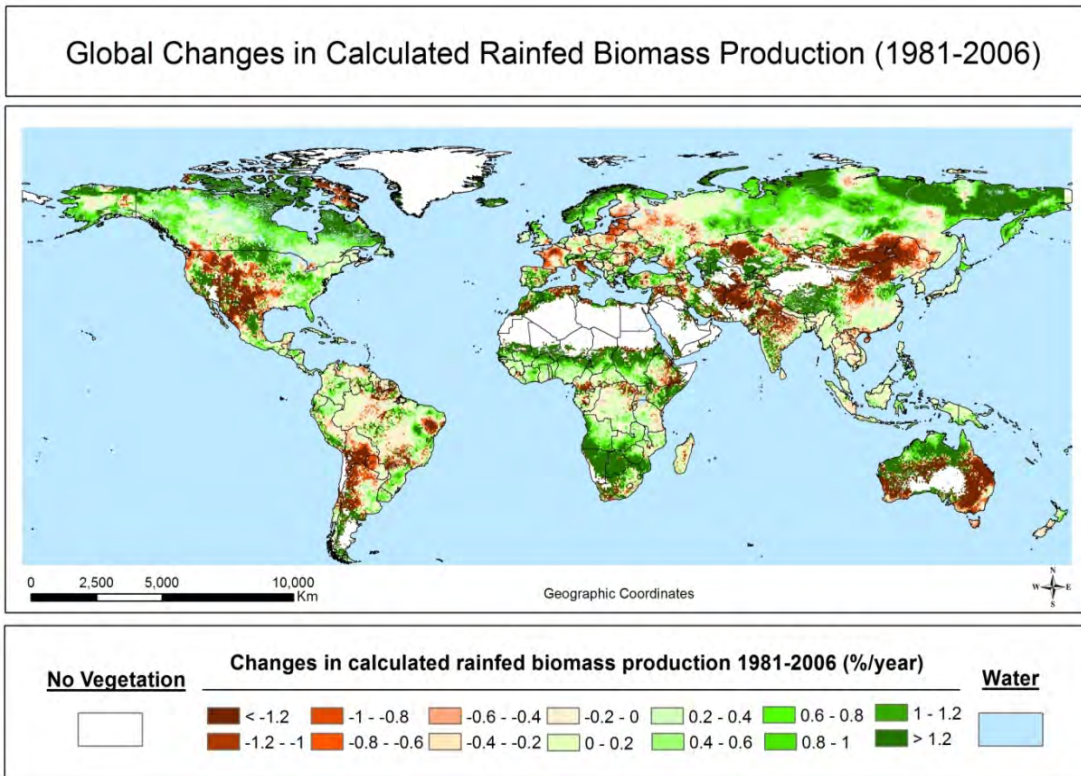 Global Changes in Calculated Rainfed Biomass Production (1981-2006)
0 2,500 5,000 10,000
Km
Geographic Coordinates
N
W E
S
No Vegetation
Changes in calculated rainfed biomass production 1981-2006 (%/year)
Water
< -1.2 -1 - -0.8 -0.6 - -0.4 -0.2 - 0 0.2 - 0.4 0.6 - 0.8 1 - 1.2
-1.2 - -1 -0.8 - -0.6 -0.4 - -0.2 0 - 0.2 0.4 - 0.6 0.8 - 1 > 1.2